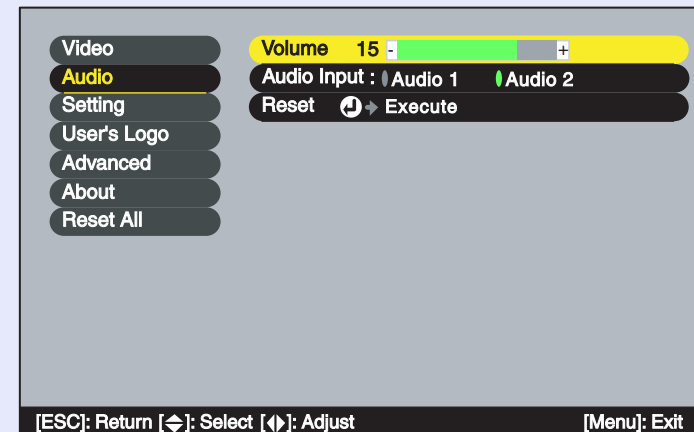 Video
Audio
Setting
User's Logo
Advanced
About
Reset All
Volume 15 - +
Audio Input : Audio 1 Audio 2
Reset Execute
[ESC]: Return [ ]: Select [ ]: Adjust [Menu]: Exit